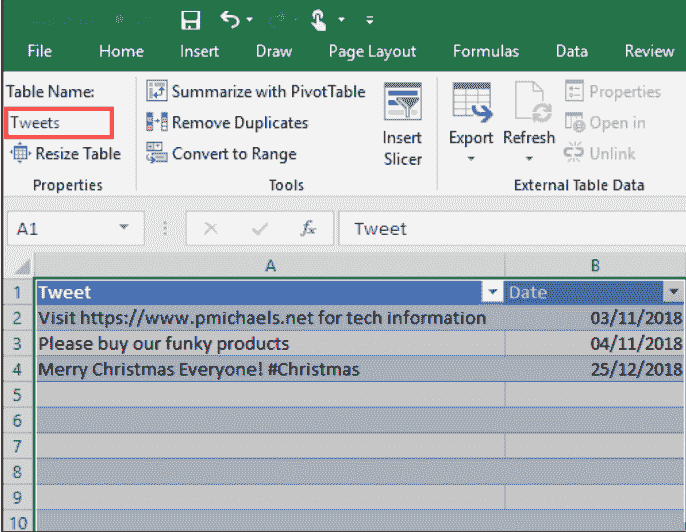 File Home Insert Draw Page Layout Formulas Data Review
Table Name:
Tweets
Resize Table
Properties
Summarize with PivotTable
Remove Duplicates
Convert to Range
Tools
Insert
Slicer
Export
Refresh
Properties
Open in
Unlink
External Table Data
A1
fx
Tweet
A B
1 Tweet Date
2 Visit https://www.pmichaels.net for tech information 03/11/2018
3 Please buy our funky products 04/11/2018
4 Merry Christmas Everyone! #Christmas 25/12/2018
5
6
7
8
9
10